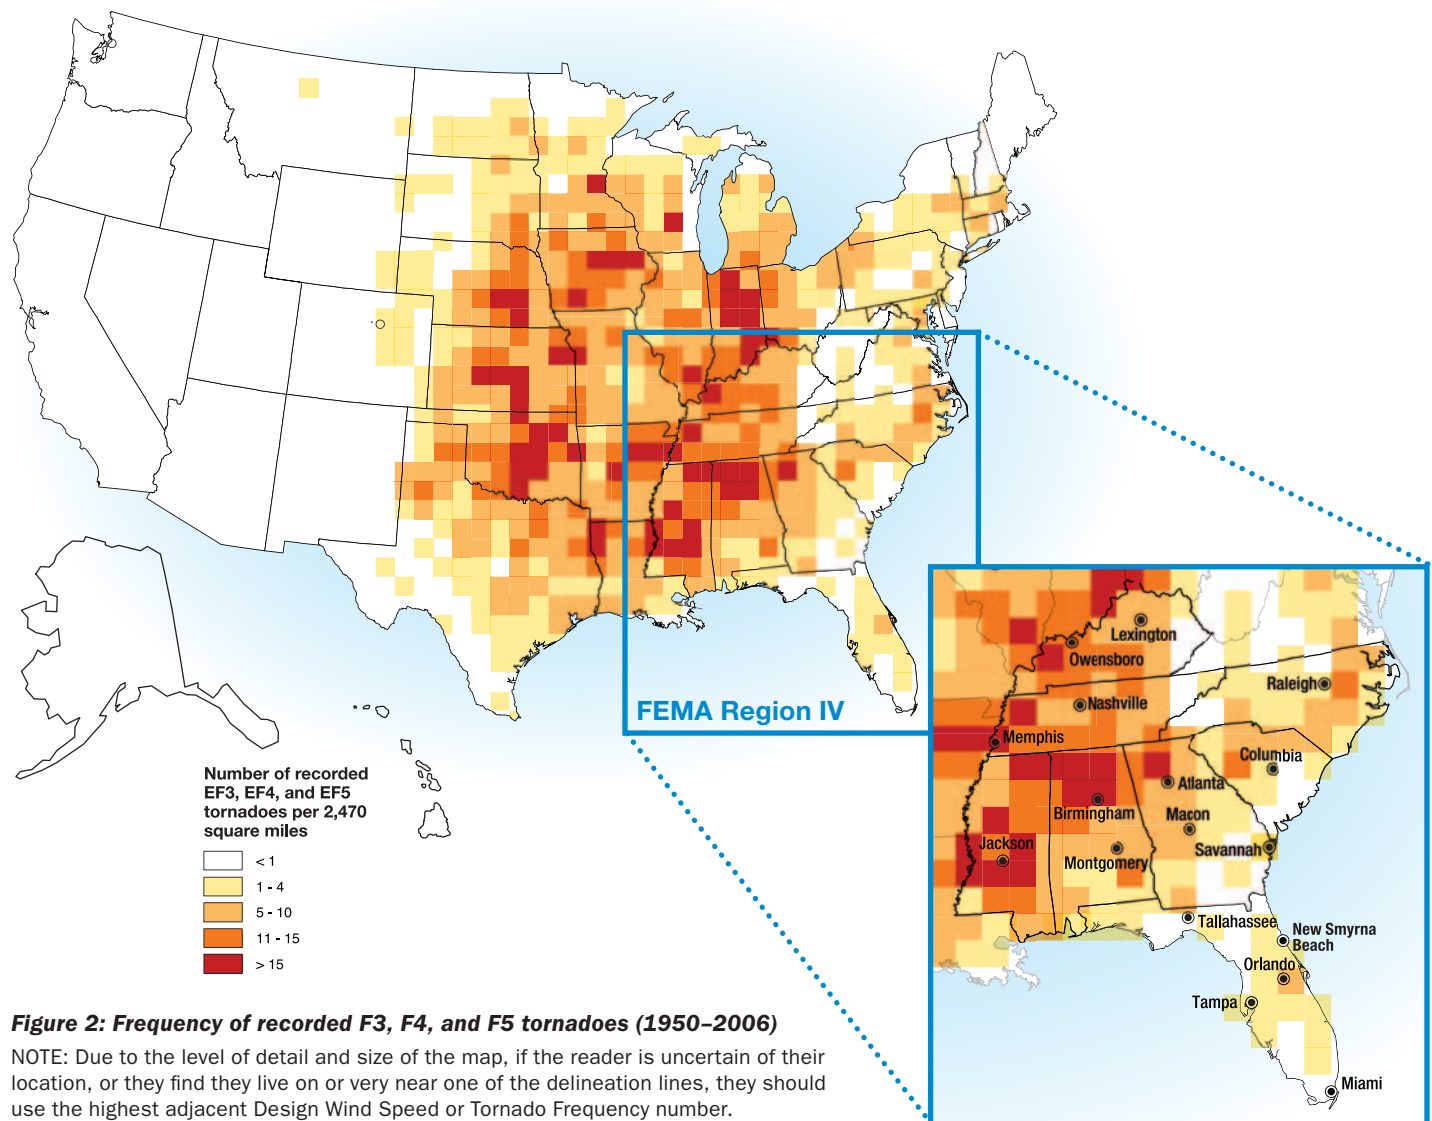 FEMA Region IV
Number of recorded
EF3, EF4, and EF5
tornadoes per 2,470
square miles
< 1
1 - 4
5 - 10
11 - 15
> 15
Lexington
Owensboro
Nashville
Raleigh
Memphis
Columbia
Atlanta
Birmingham
Macon
Jackson
Montgomery
Savannah
Tallahassee
New Smyrna
Beach
Orlando
Tampa
Miami
Figure 2: Frequency of recorded F3, F4, and F5 tornadoes (1950–2006)
NOTE: Due to the level of detail and size of the map, if the reader is uncertain of their
location, or they find they live on or very near one of the delineation lines, they should
use the highest adjacent Design Wind Speed or Tornado Frequency number.